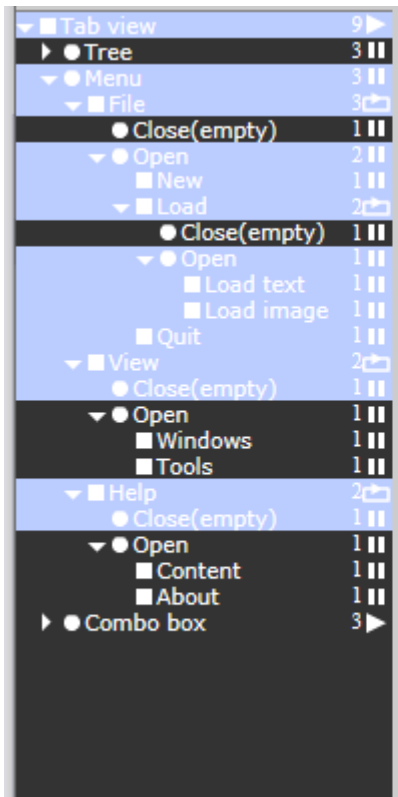 Tab view 9
Tree 3
Menu 3
File 3
Close(empty) 1
Open 2
New 1
Load 2
Close(empty) 1
Open 1
Load text 1
Load image 1
Quit 1
View 2
Close(empty) 1
Open 1
Windows 1
Tools 1
Help 2
Close(empty) 1
Open 1
Content 1
About 1
Combo box 3